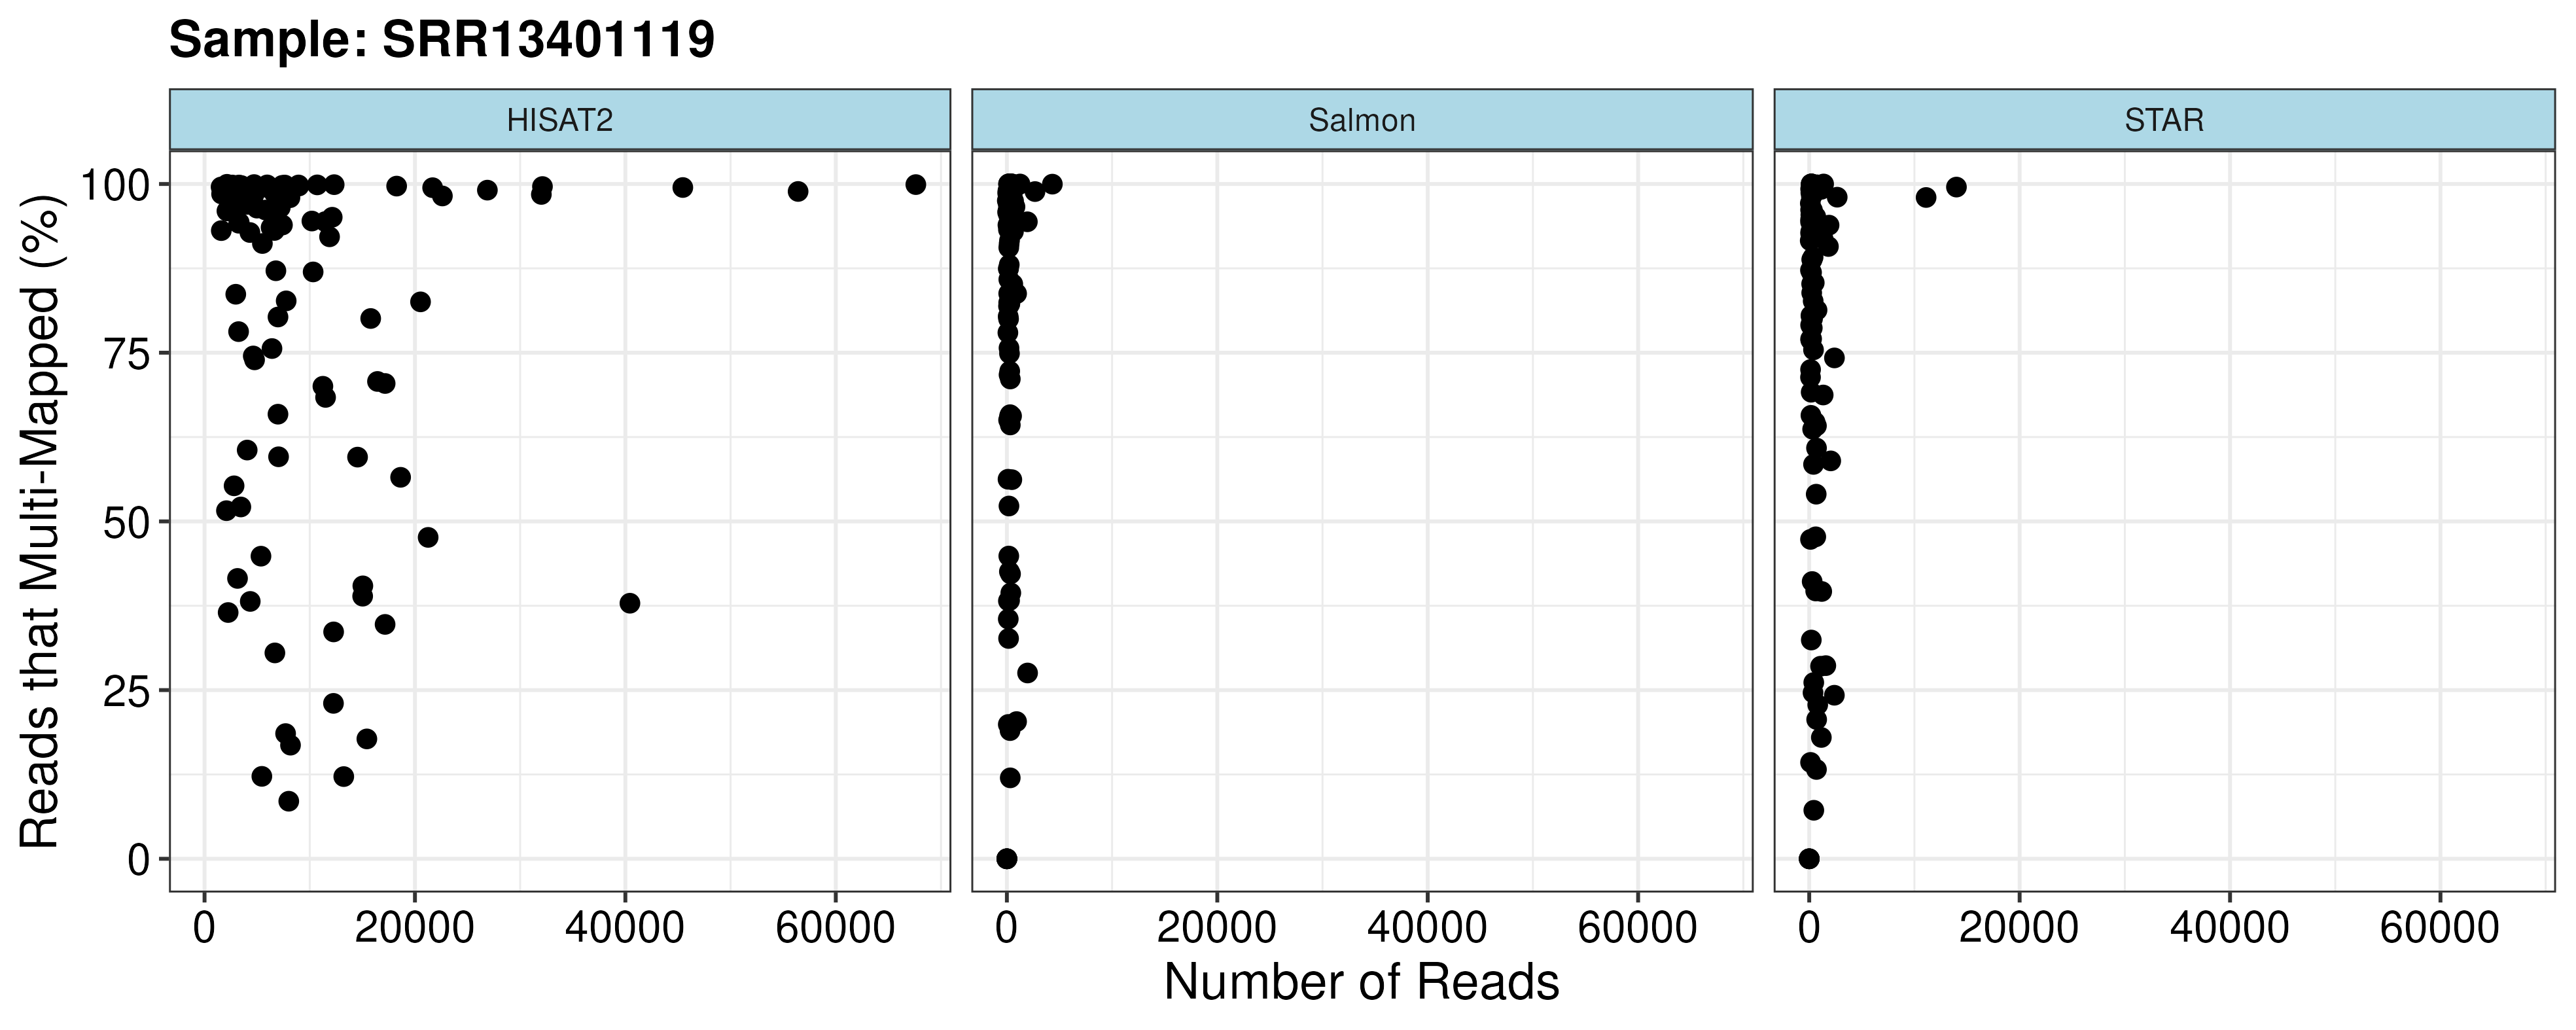 Sample: SRR13401119
HISAT2
Salmon
STAR
Reads that Multi-Mapped (%)
100
75
50
25
0
0 20000 40000 60000
0 20000 40000 60000
0 20000 40000 60000
Number of Reads